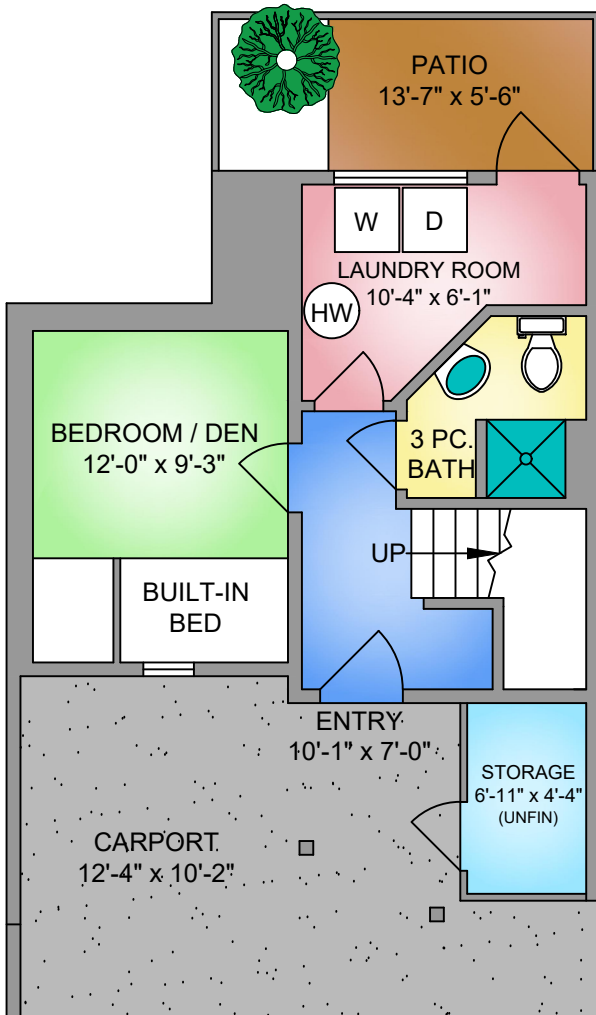 PATIO
13'-7" x 5'-6"
W
D
LAUNDRY ROOM
10'-4" x 6'-1"
HW
BEDROOM / DEN
12'-0" x 9'-3"
3 PC.
BATH
UP
BUILT-IN
BED
ENTRY
10'-1" x 7'-0"
STORAGE
6'-11" x 4'-4"
(UNFIN)
CARPORT
12'-4" x 10'-2"